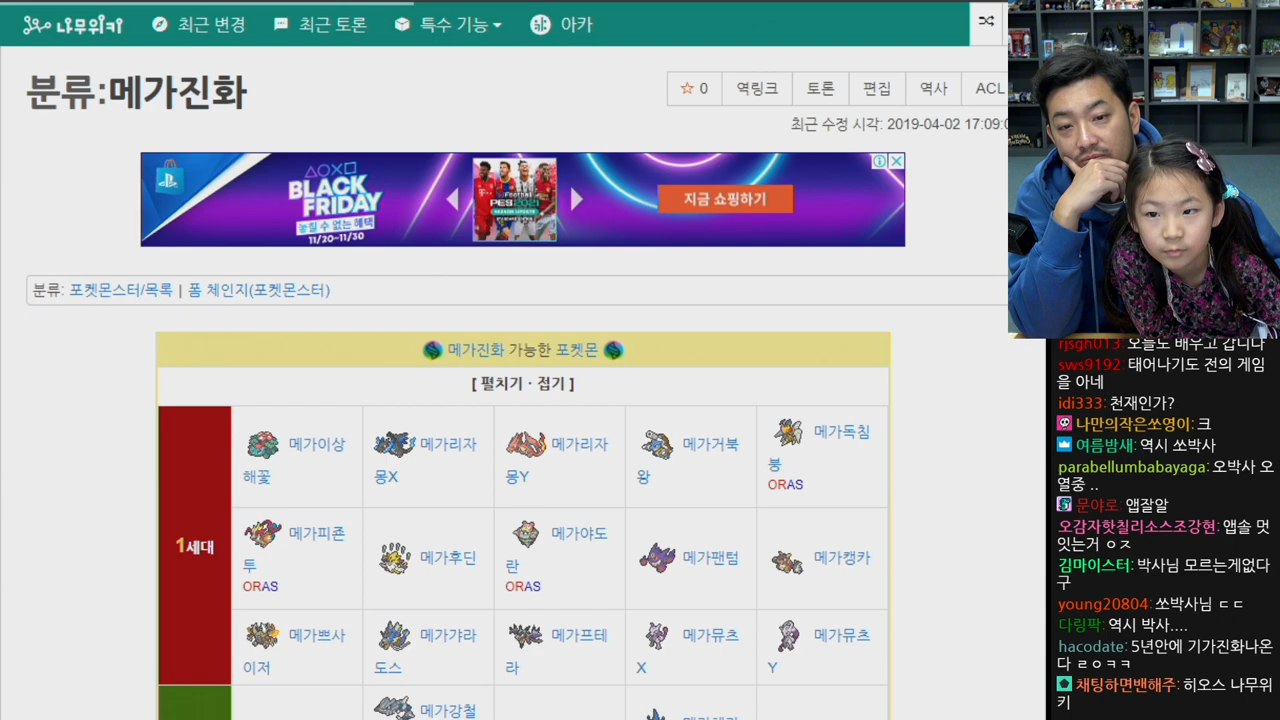 나무위키 최근 변경 최근 토론 특수 기능 아카
분류:메가진화
☆ 0 역링크 토론 편집 역사 ACL
최근 수정 시각: 2019-04-02 17:09:0
BLACK
FRIDAY
놓칠 수 없는 혜택
11/20–11/30
PES2021
SEASON UPDATE
지금 쇼핑하기
분류: 포켓몬스터/목록 | 폼 체인지(포켓몬스터)
메가진화 가능한 포켓몬
[ 펼치기 · 접기 ]
1세대
메가이상
해꽃
메가리자
몽X
메가리자
몽Y
메가거북
왕
메가독침
붕
ORAS
메가피죤
투
ORAS
메가후딘
메가야도
란
ORAS
메가팬텀
메가캥카
메가쁘사
이저
메가갸라
도스
메가프테
라
메가뮤츠
X
메가뮤츠
Y
메가강철
rjsgh013: 오늘도 배우고 갑니다
sws9192: 태어나기도 전의 게임
을 아네
idi333: 천재인가?
나만의작은쏘영이: 크
여름밤새: 역시 쏘박사
parabellumbabayaga: 오박사 오
열중 ..
문야로: 앱잘알
오감자핫칠리소스조강현: 앱솔 멋
잇는거 ㅇㅈ
김마이스터: 박사님 모르는게없다
구
young20804: 쏘박사님 ㄷㄷ
다링팍: 역시 박사....
hacodate: 5년안에 기가진화나온
다 ㄹㅇㅋㅋ
채팅하면밴해주: 히오스 나무위
키